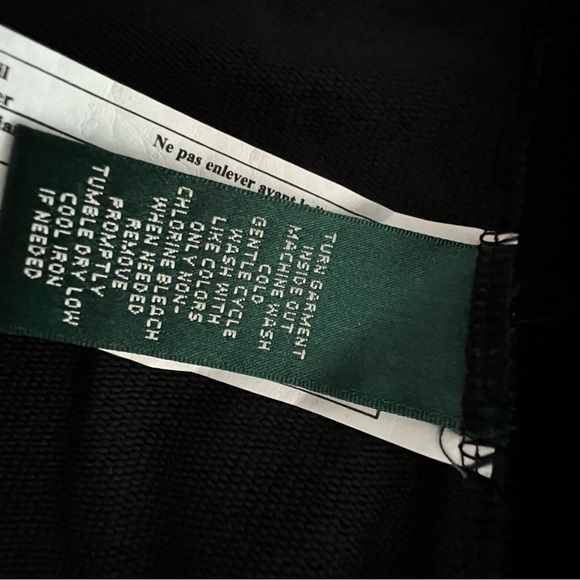 Ne pas enlever avant
TURN GARMENT
INSIDE OUT
MACHINE WASH
COLD
GENTLE CYCLE
WASH WITH
LIKE COLORS
ONLY NON-
CHLORINE BLEACH
WHEN NEEDED
REMOVE
PROMPTLY
TUMBLE DRY LOW
COOL IRON
IF NEEDED